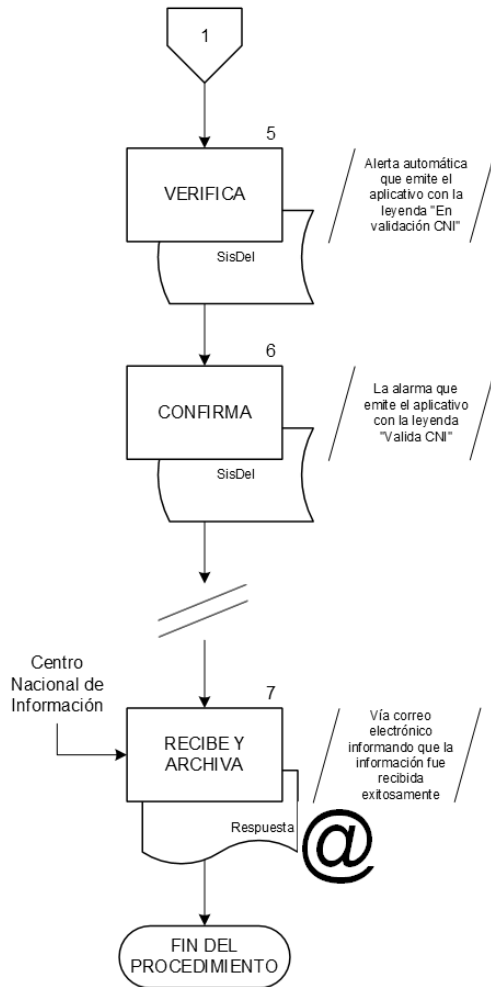 1
5
VERIFICA
SisDel
Alerta automática
que emite el
aplicativo con la
leyenda "En
validación CNI"
6
CONFIRMA
SisDel
La alarma que
emite el aplicativo
con la leyenda
"Valida CNI"
Centro
Nacional de
Información
7
RECIBE Y
ARCHIVA
Respuesta
@
Vía correo
electrónico
informando que la
información fue
recibida
exitosamente
FIN DEL
PROCEDIMIENTO